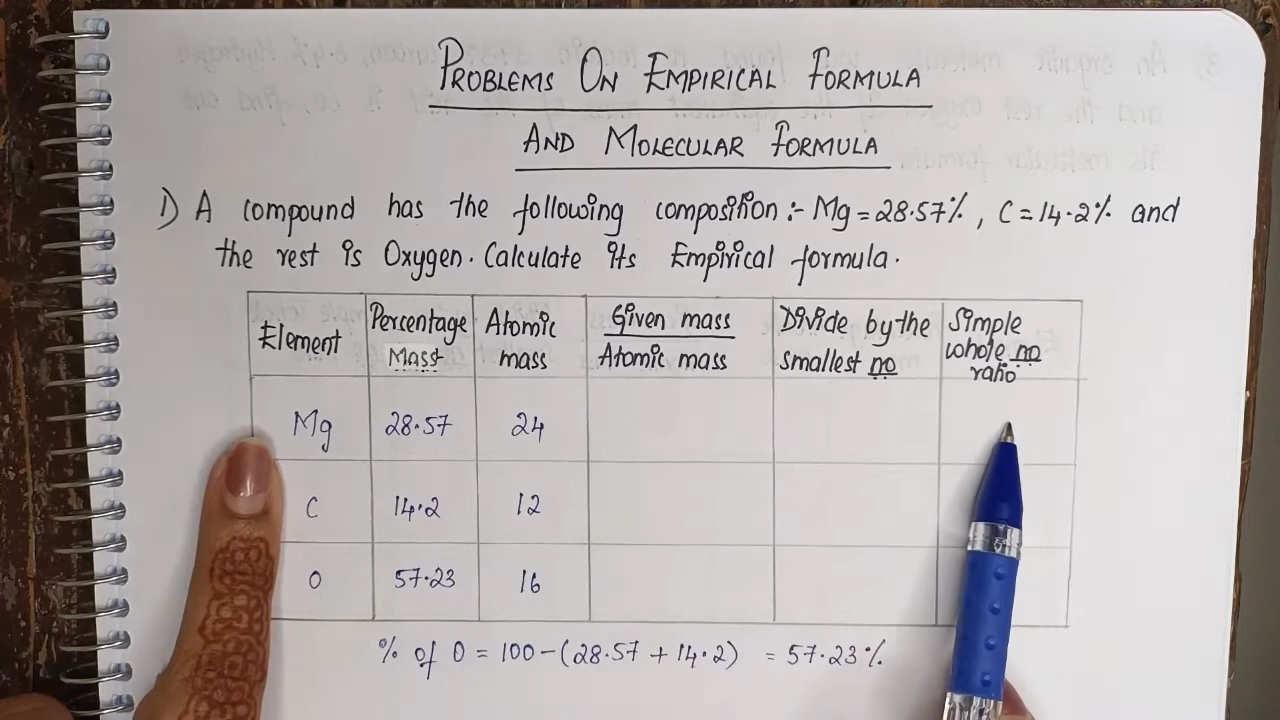 PROBLEMS ON EMPIRICAL FORMULA
AND MOLECULAR FORMULA
1) A compound has the following composition :- Mg = 28.57%, C = 14.2% and
the rest is Oxygen. Calculate its Empirical formula.
Element | Percentage Mass | Atomic mass | Given mass / Atomic mass | Divide by the smallest no | Simple whole no ratio
Mg | 28.57 | 24
C | 14.2 | 12
O | 57.23 | 16
% of O = 100 - (28.57 + 14.2) = 57.23%